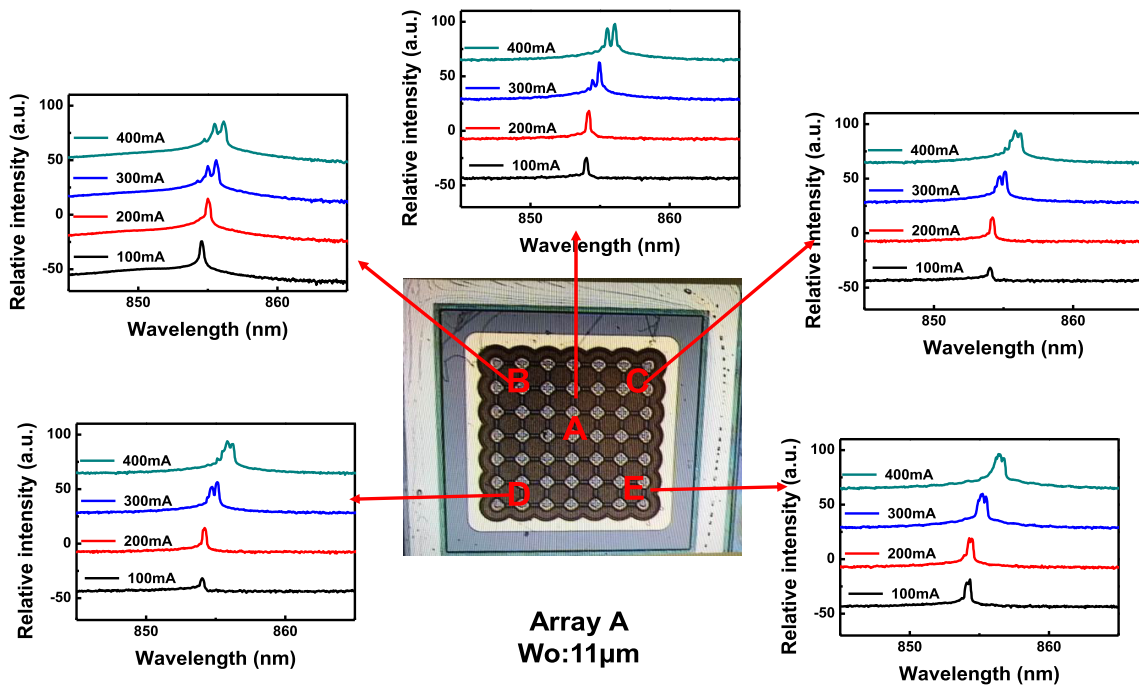 Relative intensity (a.u.)
100
50
0
-50
400mA
300mA
200mA
100mA
850
860
Wavelength (nm)
Relative intensity (a.u.)
100
50
0
-50
400mA
300mA
200mA
100mA
850
860
Wavelength (nm)
Relative intensity (a.u.)
100
50
0
-50
400mA
300mA
200mA
100mA
850
860
Wavelength (nm)
B
C
A
D
E
Relative intensity (a.u.)
100
50
0
-50
400mA
300mA
200mA
100mA
850
860
Wavelength (nm)
Relative intensity (a.u.)
100
50
0
-50
400mA
300mA
200mA
100mA
850
860
Wavelength (nm)
Array A
Wo:11µm